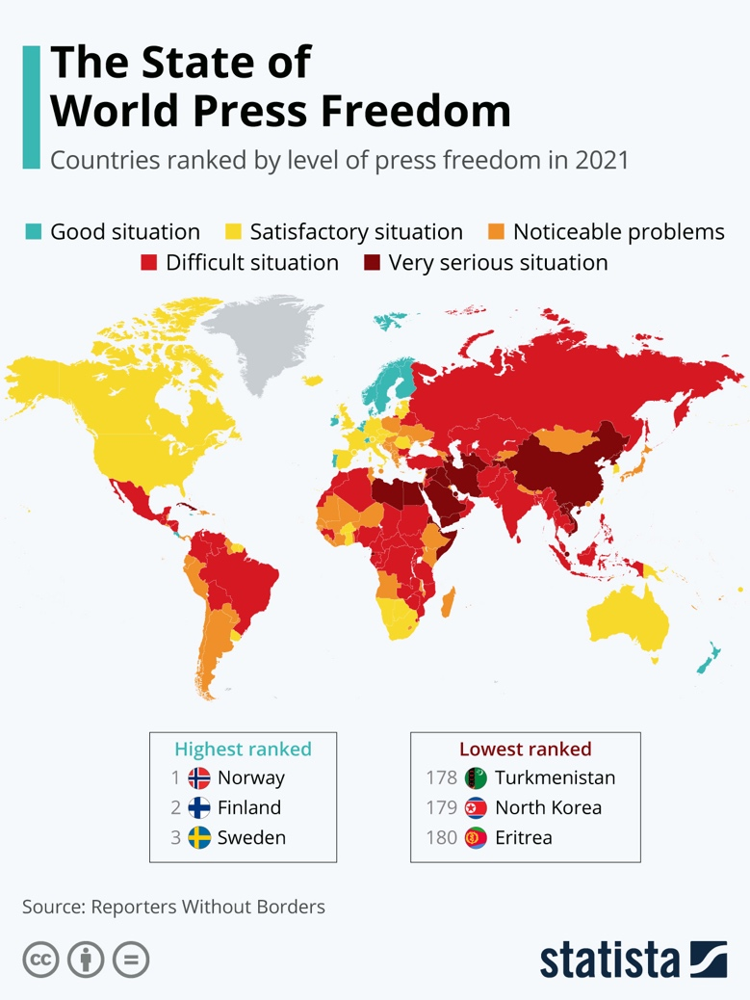 The State of
World Press Freedom
Countries ranked by level of press freedom in 2021
Good situation Satisfactory situation Noticeable problems
Difficult situation Very serious situation
Highest ranked
1 Norway
2 Finland
3 Sweden
Lowest ranked
178 Turkmenistan
179 North Korea
180 Eritrea
Source: Reporters Without Borders
cc
statista